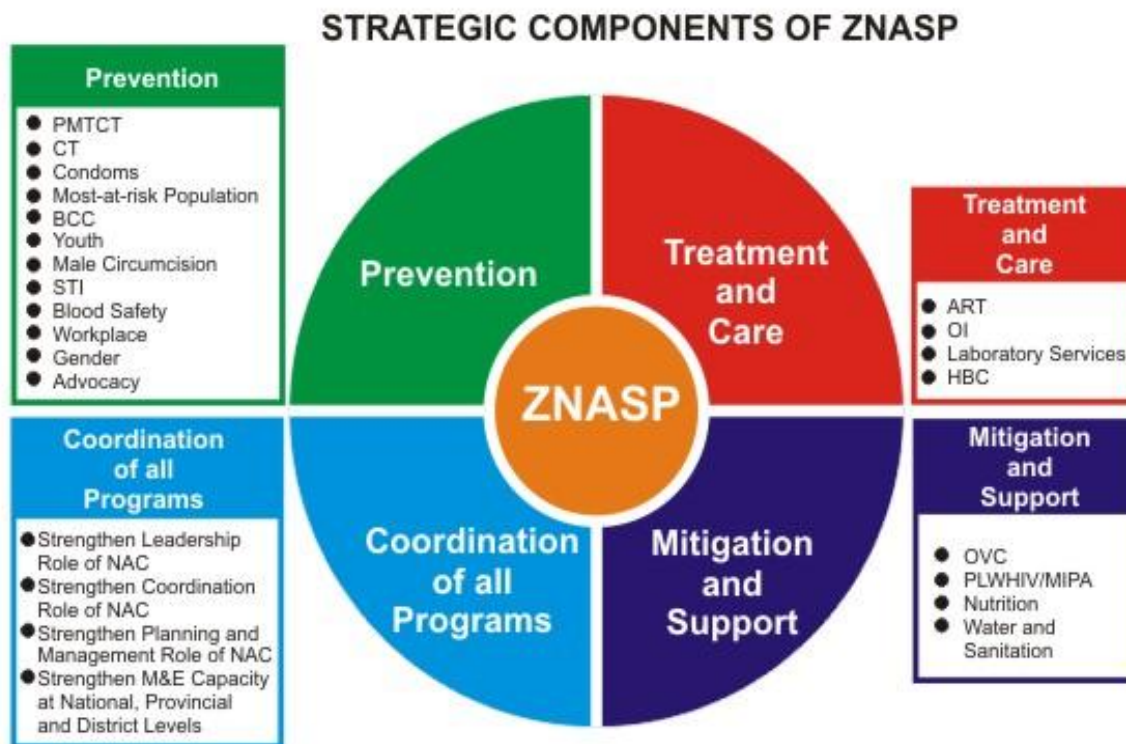 STRATEGIC COMPONENTS OF ZNASP
Prevention
● PMTCT
● CT
● Condoms
● Most-at-risk Population
● BCC
● Youth
● Male Circumcision
● STI
● Blood Safety
● Workplace
● Gender
● Advocacy
Coordination
of all
Programs
● Strengthen Leadership
Role of NAC
● Strengthen Coordination
Role of NAC
● Strengthen Planning and
Management Role of NAC
● Strengthen M&E Capacity
at National, Provincial
and District Levels
Prevention
Treatment
and
Care
ZNASP
Coordination
of all
Programs
Mitigation
and
Support
Treatment
and
Care
● ART
● OI
● Laboratory Services
● HBC
Mitigation
and
Support
● OVC
● PLWHIV/MIPA
● Nutrition
● Water and
Sanitation